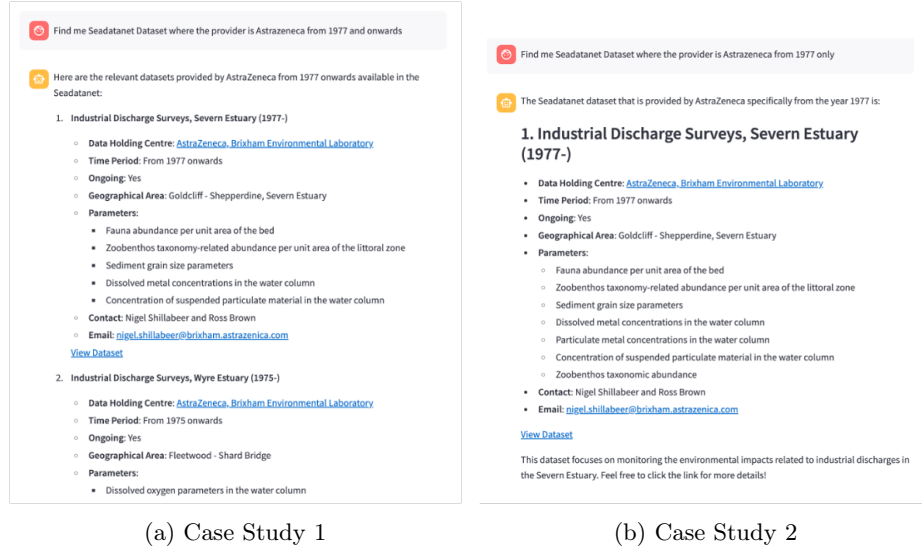 Find me Seadatanet Dataset where the provider is Astrazeneca from 1977 and onwards
Here are the relevant datasets provided by AstraZeneca from 1977 onwards available in the
Seadatanet:
1. Industrial Discharge Surveys, Severn Estuary (1977-)
Data Holding Centre: AstraZeneca, Brixham Environmental Laboratory
Time Period: From 1977 onwards
Ongoing: Yes
Geographical Area: Goldcliff - Shepperdine, Severn Estuary
Parameters:
Fauna abundance per unit area of the bed
Zoobenthos taxonomy-related abundance per unit area of the littoral zone
Sediment grain size parameters
Dissolved metal concentrations in the water column
Concentration of suspended particulate material in the water column
Contact: Nigel Shillabeer and Ross Brown
Email: nigel.shillabeer@brixham.astrazenica.com
View Dataset
2. Industrial Discharge Surveys, Wyre Estuary (1975-)
Data Holding Centre: AstraZeneca, Brixham Environmental Laboratory
Time Period: From 1975 onwards
Ongoing: Yes
Geographical Area: Fleetwood - Shard Bridge
Parameters:
Dissolved oxygen parameters in the water column
(a) Case Study 1
Find me Seadatanet Dataset where the provider is Astrazeneca from 1977 only
The Seadatanet dataset that is provided by AstraZeneca specifically from the year 1977 is:
1. Industrial Discharge Surveys, Severn Estuary
(1977-)
Data Holding Centre: AstraZeneca, Brixham Environmental Laboratory
Time Period: From 1977 onwards
Ongoing: Yes
Geographical Area: Goldcliff - Shepperdine, Severn Estuary
Parameters:
Fauna abundance per unit area of the bed
Zoobenthos taxonomy-related abundance per unit area of the littoral zone
Sediment grain size parameters
Dissolved metal concentrations in the water column
Particulate metal concentrations in the water column
Concentration of suspended particulate material in the water column
Zoobenthos taxonomic abundance
Contact: Nigel Shillabeer and Ross Brown
Email: nigel.shillabeer@brixham.astrazenica.com
View Dataset
This dataset focuses on monitoring the environmental impacts related to industrial discharges in
the Severn Estuary. Feel free to click the link for more details!
(b) Case Study 2